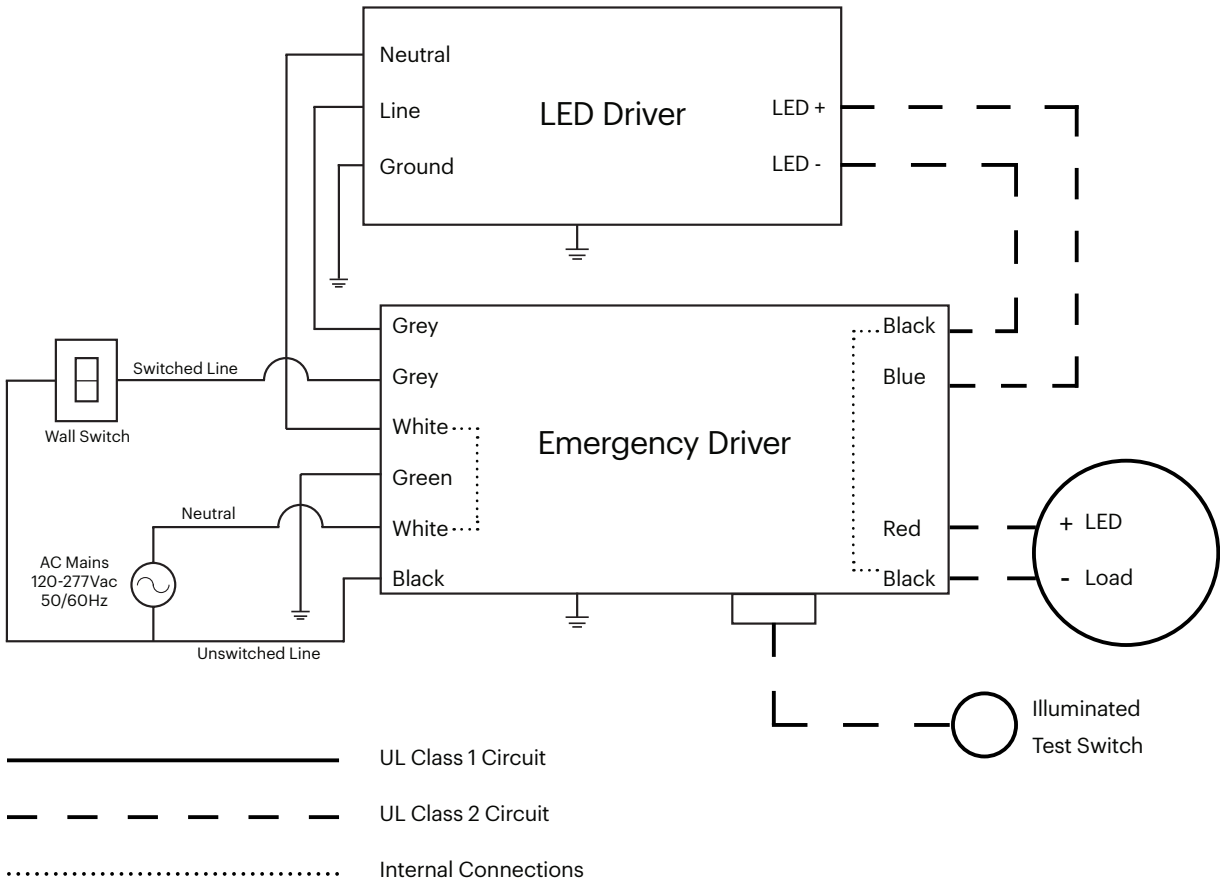 Neutral
Line
Ground
LED Driver
LED +
LED -
Grey
Grey
White
Green
White
Black
Emergency Driver
Black
Blue
Red
Black
Switched Line
Wall Switch
Neutral
AC Mains
120-277Vac
50/60Hz
Unswitched Line
+ LED
- Load
Illuminated
Test Switch
UL Class 1 Circuit
UL Class 2 Circuit
Internal Connections